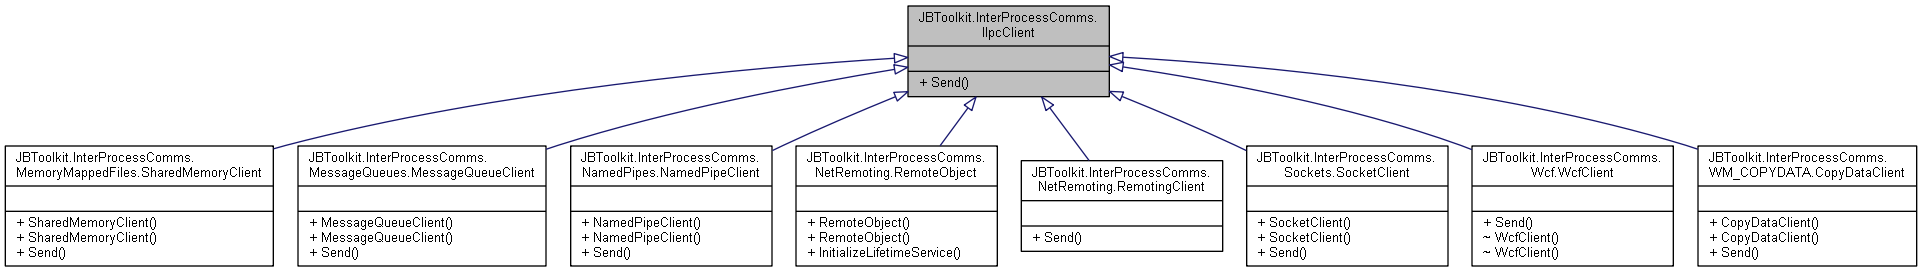 JBToolkit.InterProcessComms.
IIpcClient
+ Send()
JBToolkit.InterProcessComms.
MemoryMappedFiles.SharedMemoryClient
+ SharedMemoryClient()
+ SharedMemoryClient()
+ Send()
JBToolkit.InterProcessComms.
MessageQueues.MessageQueueClient
+ MessageQueueClient()
+ MessageQueueClient()
+ Send()
JBToolkit.InterProcessComms.
NamedPipes.NamedPipeClient
+ NamedPipeClient()
+ NamedPipeClient()
+ Send()
JBToolkit.InterProcessComms.
NetRemoting.RemoteObject
+ RemoteObject()
+ RemoteObject()
+ InitializeLifetimeService()
JBToolkit.InterProcessComms.
NetRemoting.RemotingClient
+ Send()
JBToolkit.InterProcessComms.
Sockets.SocketClient
+ SocketClient()
+ SocketClient()
+ Send()
JBToolkit.InterProcessComms.
Wcf.WcfClient
+ Send()
~ WcfClient()
~ WcfClient()
JBToolkit.InterProcessComms.
WM_COPYDATA.CopyDataClient
+ CopyDataClient()
+ CopyDataClient()
+ Send()